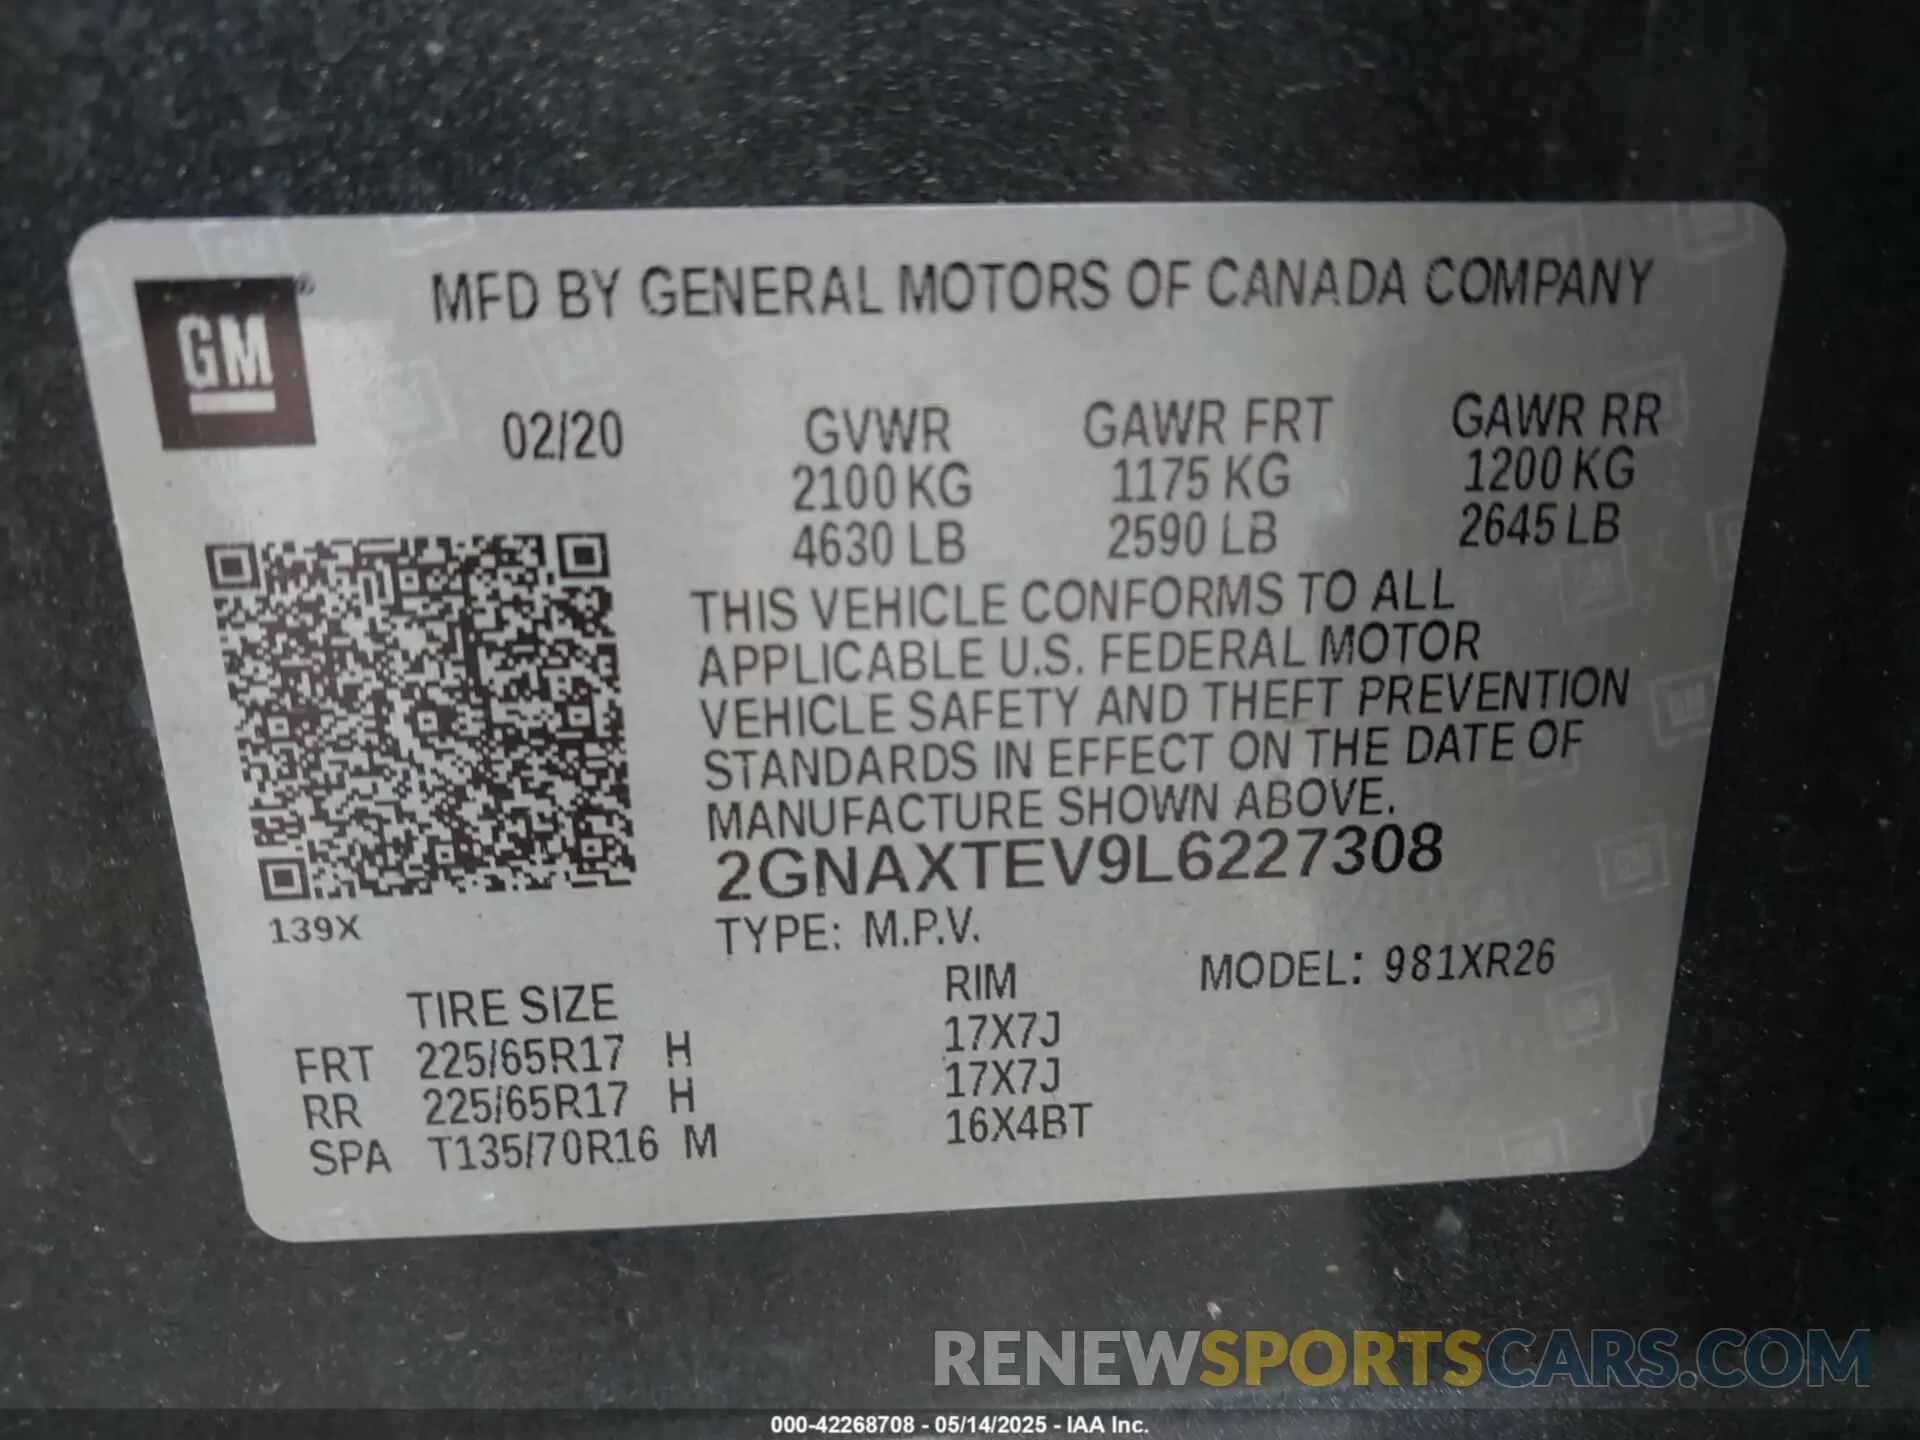 MFD BY GENERAL MOTORS OF CANADA COMPANY
GM
02/20
GVWR GAWR FRT GAWR RR
2100 KG 1175 KG 1200 KG
4630 LB 2590 LB 2645 LB
THIS VEHICLE CONFORMS TO ALL
APPLICABLE U.S. FEDERAL MOTOR
VEHICLE SAFETY AND THEFT PREVENTION
STANDARDS IN EFFECT ON THE DATE OF
MANUFACTURE SHOWN ABOVE.
2GNAXTEV9L6227308
139X
TYPE: M.P.V.
MODEL: 981XR26
TIRE SIZE RIM
FRT 225/65R17 H 17X7J
RR 225/65R17 H 17X7J
SPA T135/70R16 M 16X4BT
RENEWSPORTSCARS.COM
000-42268708 - 05/14/2025 - IAA Inc.